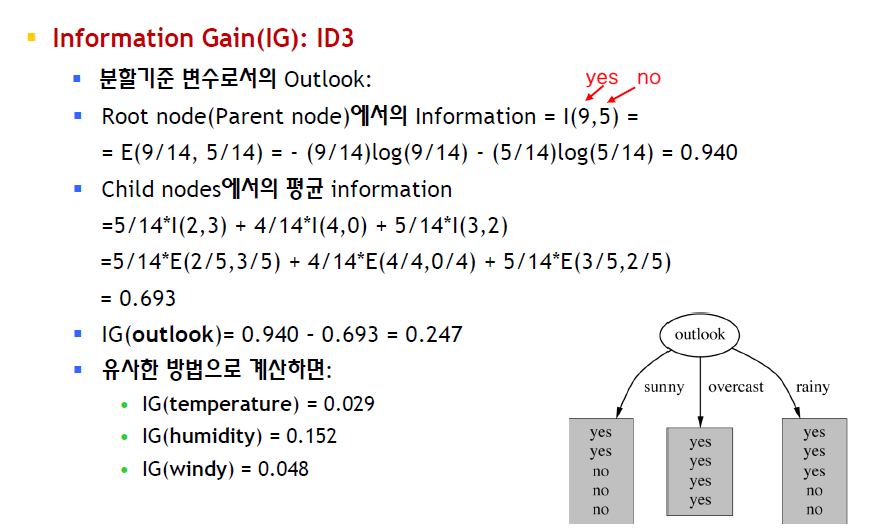 Information Gain(IG): ID3
분할기준 변수로서의 Outlook:
yes no
Root node(Parent node)에서의 Information = I(9,5) =
= E(9/14, 5/14) = - (9/14)log(9/14) - (5/14)log(5/14) = 0.940
Child nodes에서의 평균 information
=5/14*I(2,3) + 4/14*I(4,0) + 5/14*I(3,2)
=5/14*E(2/5,3/5) + 4/14*E(4/4,0/4) + 5/14*E(3/5,2/5)
= 0.693
IG(outlook)= 0.940 - 0.693 = 0.247
유사한 방법으로 계산하면:
IG(temperature) = 0.029
IG(humidity) = 0.152
IG(windy) = 0.048
outlook
sunny overcast rainy
yes
yes
no
no
no
yes
yes
yes
yes
yes
yes
yes
no
no